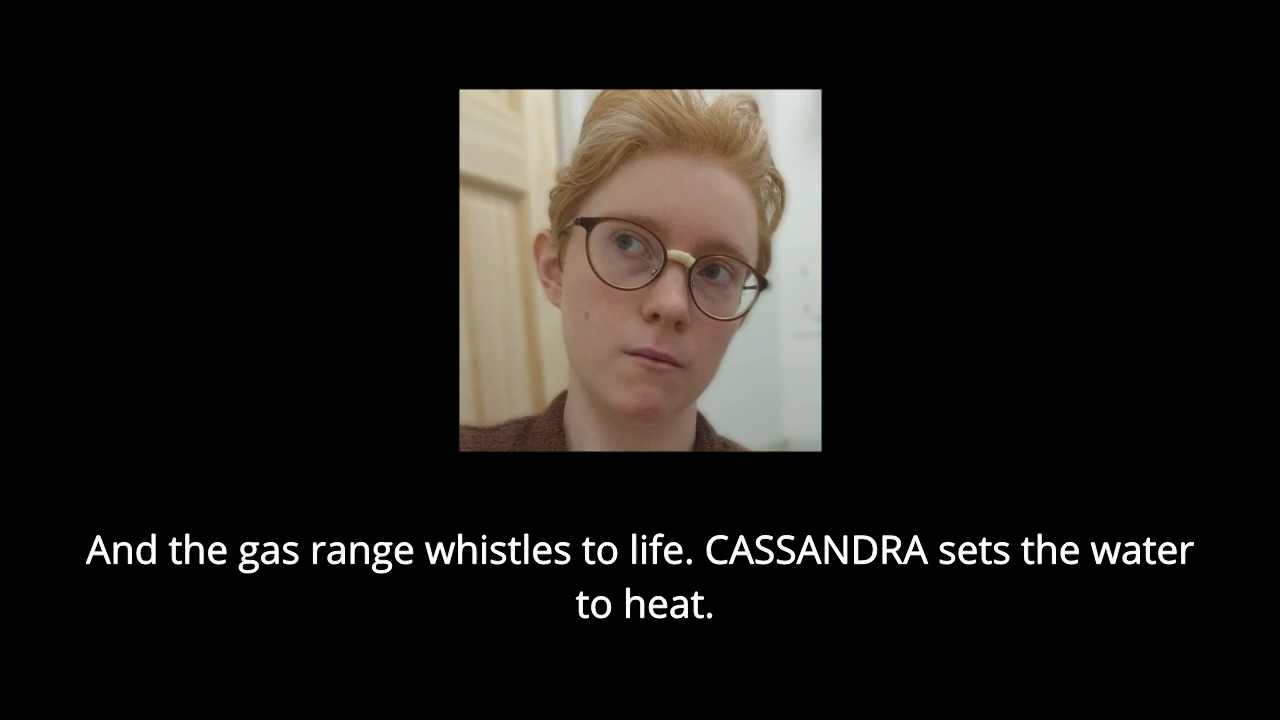 And the gas range whistles to life. CASSANDRA sets the water
to heat.